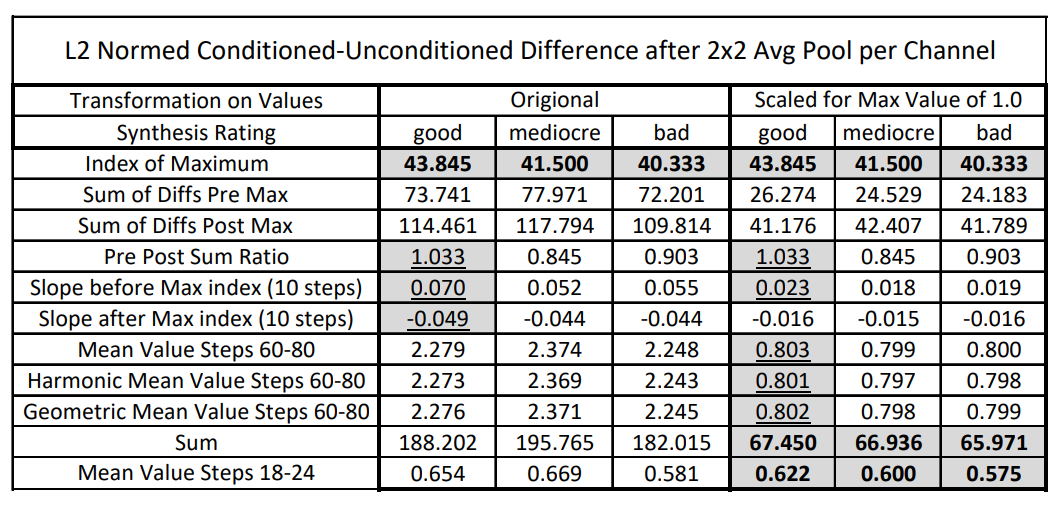 L2 Normed Conditioned-Unconditioned Difference after 2x2 Avg Pool per Channel
Transformation on Values Origional Scaled for Max Value of 1.0
Synthesis Rating good mediocre bad good mediocre bad
Index of Maximum 43.845 41.500 40.333 43.845 41.500 40.333
Sum of Diffs Pre Max 73.741 77.971 72.201 26.274 24.529 24.183
Sum of Diffs Post Max 114.461 117.794 109.814 41.176 42.407 41.789
Pre Post Sum Ratio 1.033 0.845 0.903 1.033 0.845 0.903
Slope before Max index (10 steps) 0.070 0.052 0.055 0.023 0.018 0.019
Slope after Max index (10 steps) -0.049 -0.044 -0.044 -0.016 -0.015 -0.016
Mean Value Steps 60-80 2.279 2.374 2.248 0.803 0.799 0.800
Harmonic Mean Value Steps 60-80 2.273 2.369 2.243 0.801 0.797 0.798
Geometric Mean Value Steps 60-80 2.276 2.371 2.245 0.802 0.798 0.799
Sum 188.202 195.765 182.015 67.450 66.936 65.971
Mean Value Steps 18-24 0.654 0.669 0.581 0.622 0.600 0.575